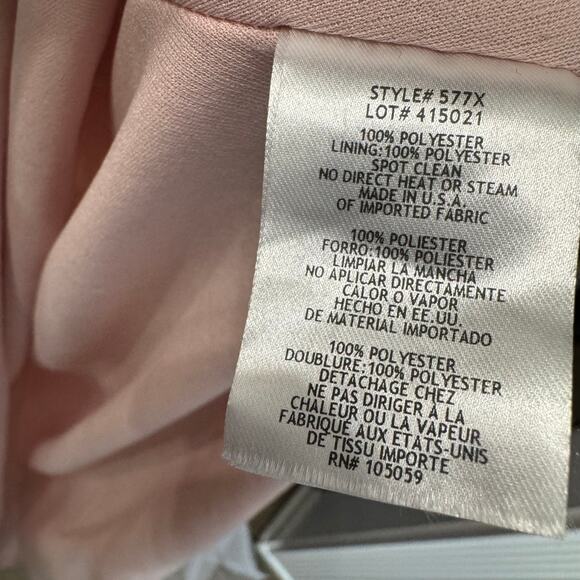 STYLE# 577X
LOT# 415021
100% POLYESTER
LINING:100% POLYESTER
SPOT CLEAN
NO DIRECT HEAT OR STEAM
MADE IN U.S.A.
OF IMPORTED FABRIC
100% POLIESTER
FORRO:100% POLIESTER
LIMPIAR LA MANCHA
NO APLICAR DIRECTAMENTE
CALOR O VAPOR
HECHO EN EE.UU.
DE MATERIAL IMPORTADO
100% POLYESTER
DOUBLURE:100% POLYESTER
DÉTACHAGE CHEZ
NE PAS DIRIGER À LA
CHALEUR OU LA VAPEUR
FABRIQUÉ AUX ETATS-UNIS
DE TISSU IMPORTE
RN# 105059